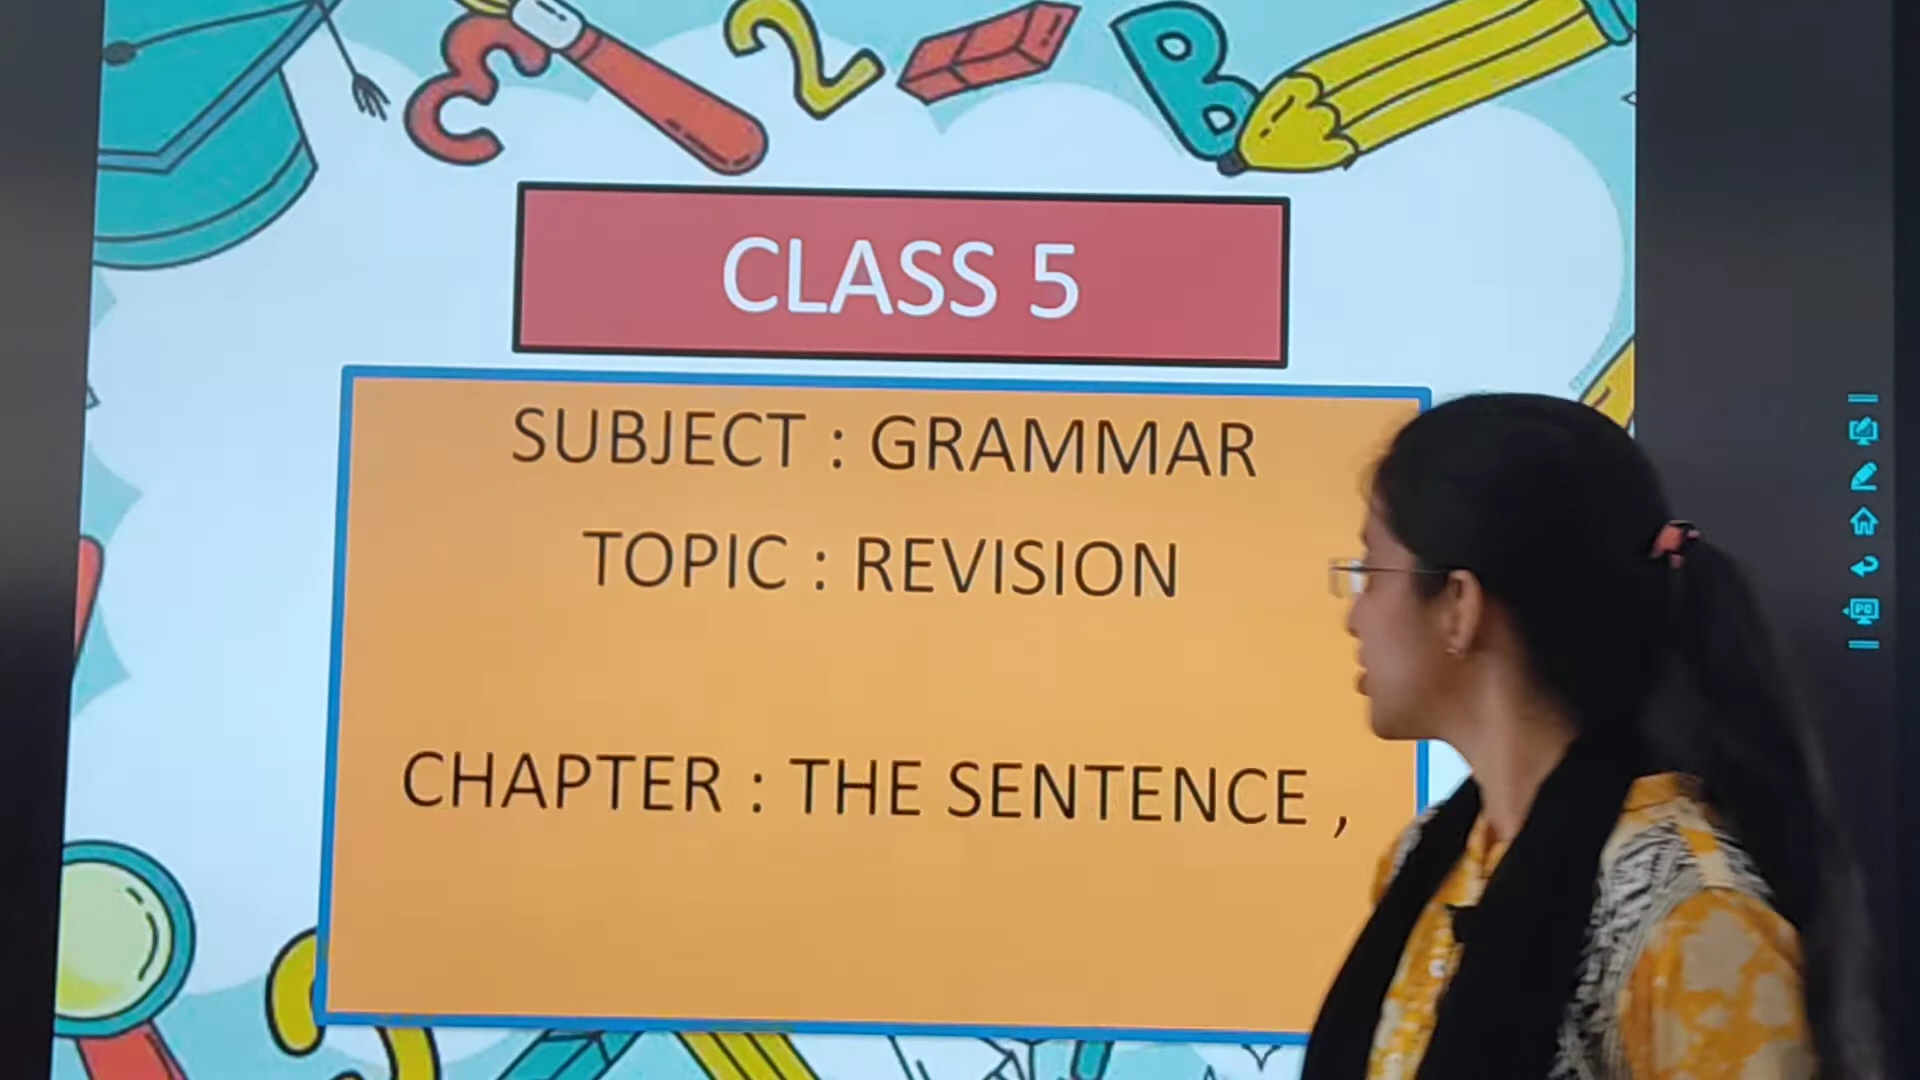 CLASS 5
SUBJECT : GRAMMAR
TOPIC : REVISION
CHAPTER : THE SENTENCE ,